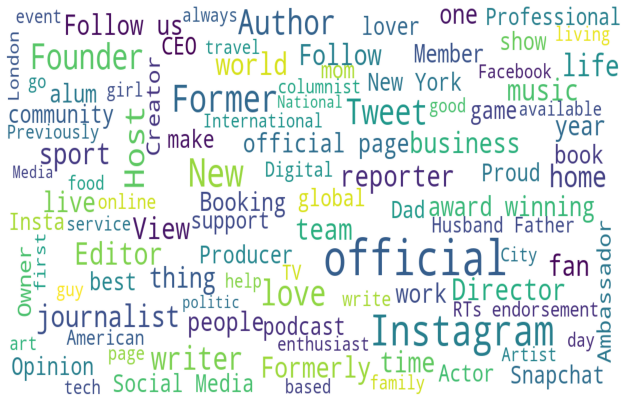 event
Follow us
always
Author
lover
one
Professional
London
CEO
travel
Follow
Member
show
living
Founder
world
mom
Facebook
life
go
alum
girl
Creator
Former
columnist
New York
music
National
Tweet
good
game
available
community
Host
International
year
Previously
make
official page
business
sport
New
Digital
reporter
Proud
book
home
Media
food
live
online
Booking
global
Dad
award winning
Insta
service
View
support
team
Husband Father
Ambassador
Owner
first
Editor
Producer
official
City
fan
guy
best
thing
help
TV
love
write
work
Director
politic
RTs endorsement
journalist
people
podcast
Instagram
day
art
American
enthusiast
page
writer
Formerly
time
Artist
Opinion
Actor
Snapchat
tech
Social Media
based
family